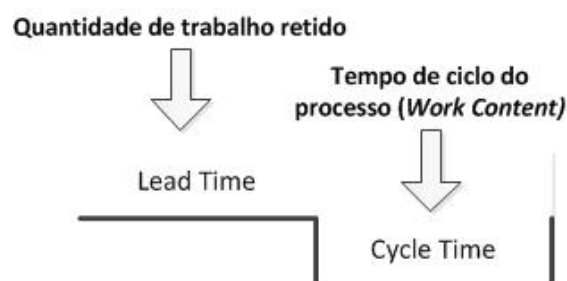 Quantidade de trabalho retido
Tempo de ciclo do
processo (Work Content)
Lead Time
Cycle Time